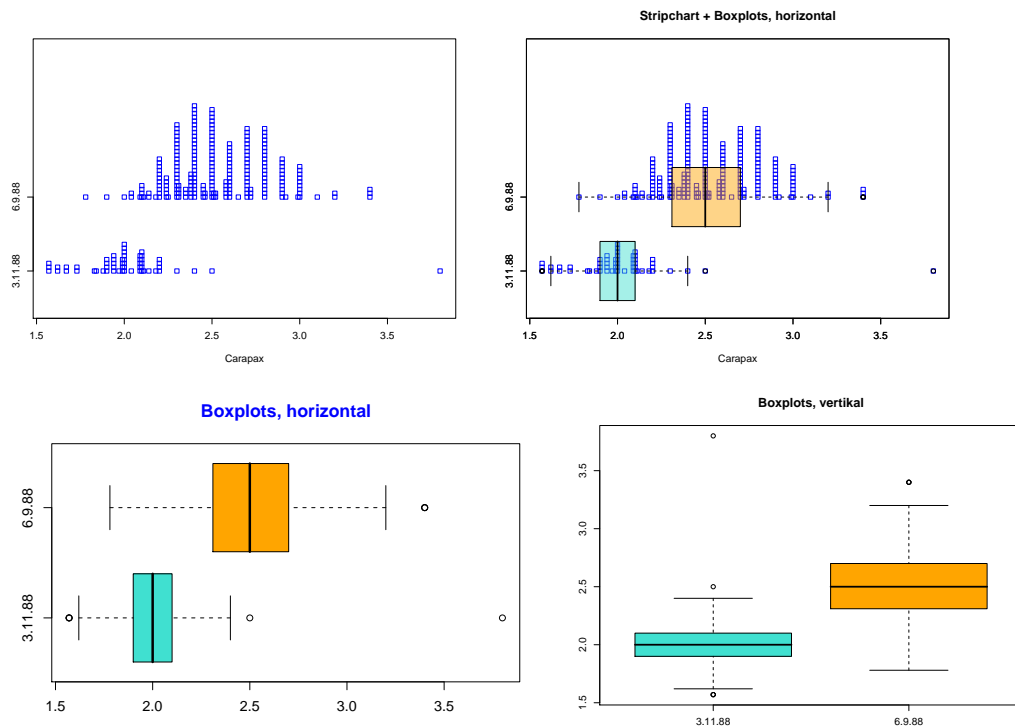 6.9.88
3.11.88
1.5 2.0 2.5 3.0 3.5
Carapax
Stripchart + Boxplots, horizontal
6.9.88
3.11.88
1.5 2.0 2.5 3.0 3.5
Carapax
Boxplots, horizontal
6.9.88
3.11.88
1.5 2.0 2.5 3.0 3.5
Boxplots, vertikal
3.5
3.0
2.5
2.0
1.5
3.11.88 6.9.88